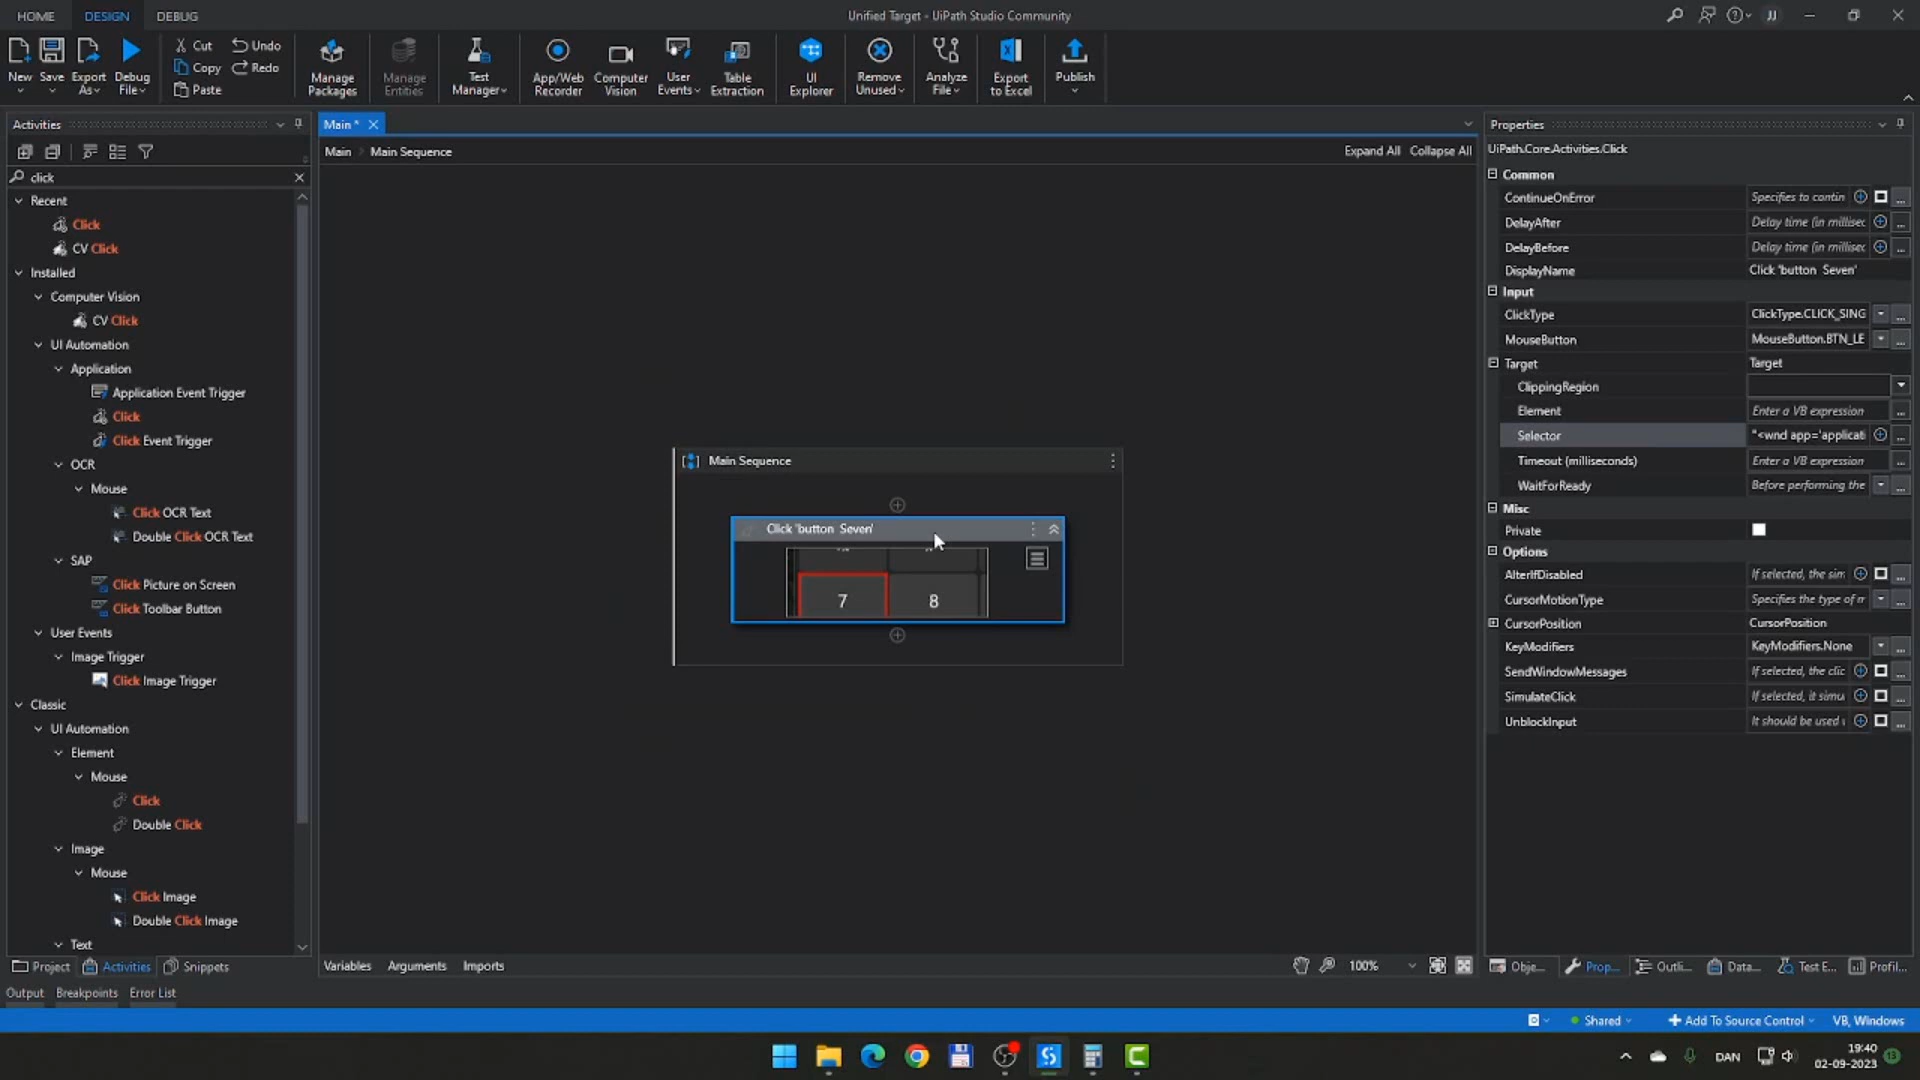 HOME DESIGN DEBUG Unified Target - UiPath Studio Community JJ
Cut Undo
Copy Redo
Paste
New Save Export As Debug File
Manage Packages Manage Entities Test Manager App/Web Recorder Computer Vision User Events Table Extraction UI Explorer Remove Unused Analyze File Export to Excel Publish
Activities
click
Recent
Click
CV Click
Installed
Computer Vision
CV Click
UI Automation
Application
Application Event Trigger
Click
Click Event Trigger
OCR
Mouse
Click OCR Text
Double Click OCR Text
SAP
Click Picture on Screen
Click Toolbar Button
User Events
Image Trigger
Click Image Trigger
Classic
UI Automation
Element
Mouse
Click
Double Click
Image
Mouse
Click Image
Double Click Image
Text
Project Activities Snippets
Output Breakpoints Error List
Main *
Main Main Sequence Expand All Collapse All
Main Sequence
Click 'button Seven'
7 8
Variables Arguments Imports 100%
Properties
UiPath.Core.Activities.Click
Common
ContinueOnError Specifies to contin
DelayAfter Delay time (in millisec
DelayBefore Delay time (in millisec
DisplayName Click 'button Seven'
Input
ClickType ClickType.CLICK_SING
MouseButton MouseButton.BTN_LE
Target Target
ClippingRegion
Element Enter a VB expression
Selector "<wnd app='applicati
Timeout (milliseconds) Enter a VB expression
WaitForReady Before performing the
Misc
Private
Options
AlterIfDisabled If selected, the sim
CursorMotionType Specifies the type of m
CursorPosition CursorPosition
KeyModifiers KeyModifiers.None
SendWindowMessages If selected, the clic
SimulateClick If selected, it simu
UnblockInput It should be used
Obje... Prop... Outli... Data... Test E... Profil...
Shared Add To Source Control VB, Windows
DAN 19:40 13
02-09-2023